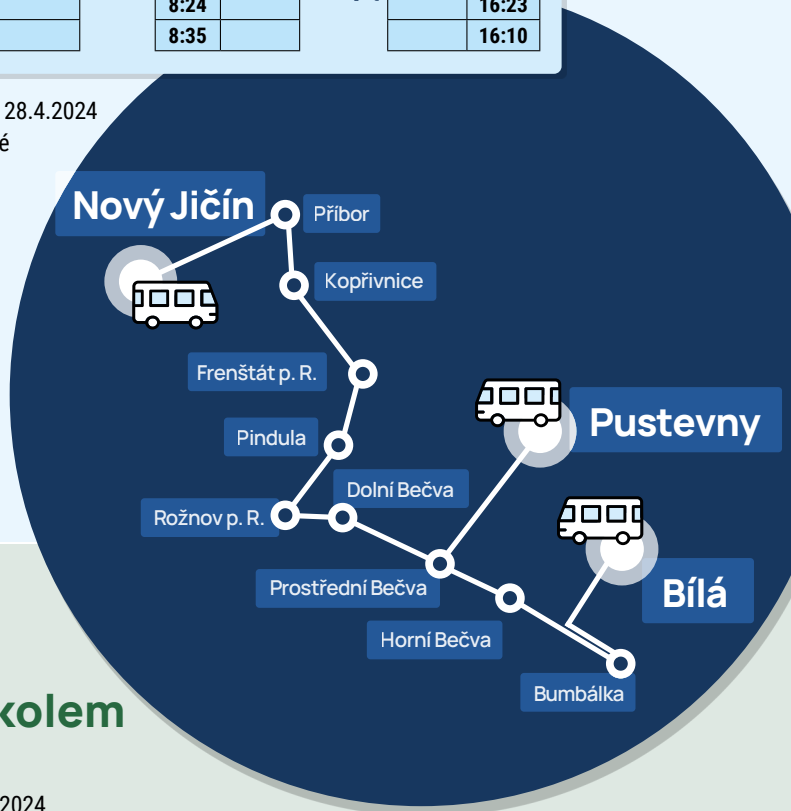 8:24
16:23
8:35
16:10
28.4.2024
é
Nový Jičín
Příbor
Kopřivnice
Frenštát p. R.
Pustevny
Pindula
Dolní Bečva
Rožnov p. R.
Prostřední Bečva
Bílá
Horní Bečva
Bumbálka
kolem
2024